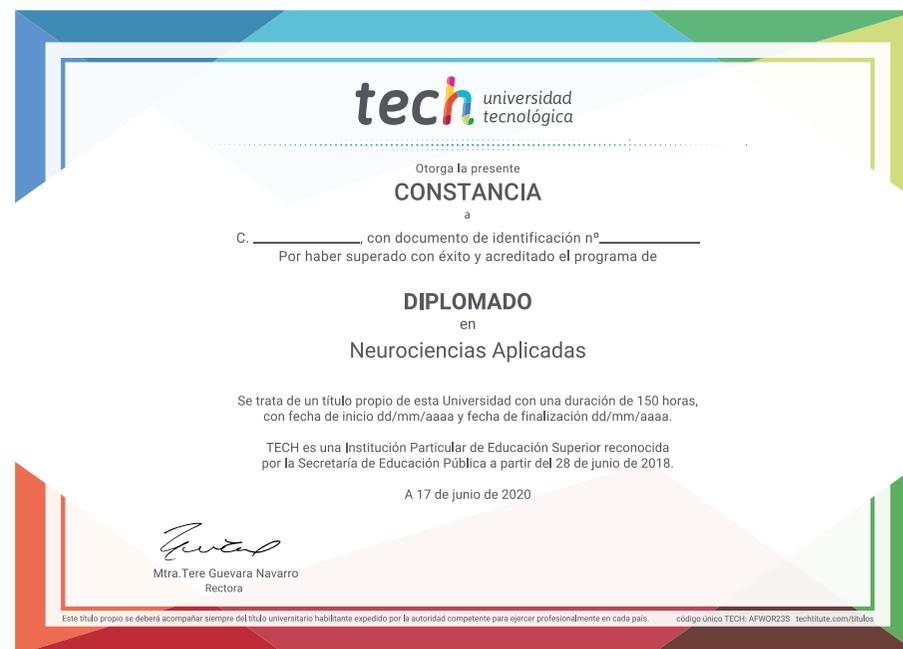 tech universidad
tecnológica
Otorga la presente
CONSTANCIA
a
C. ____________, con documento de identificación nº____________
Por haber superado con éxito y acreditado el programa de
DIPLOMADO
en
Neurociencias Aplicadas
Se trata de un título propio de esta Universidad con una duración de 150 horas,
con fecha de inicio dd/mm/aaaa y fecha de finalización dd/mm/aaaa.
TECH es una Institución Particular de Educación Superior reconocida
por la Secretaría de Educación Pública a partir del 28 de junio de 2018.
A 17 de junio de 2020
Mtra.Tere Guevara Navarro
Rectora
Este título propio se deberá acompañar siempre del título universitario habilitante expedido por la autoridad competente para ejercer profesionalmente en cada país.
código único TECH: AFWOR23S techtitute.com/titulos